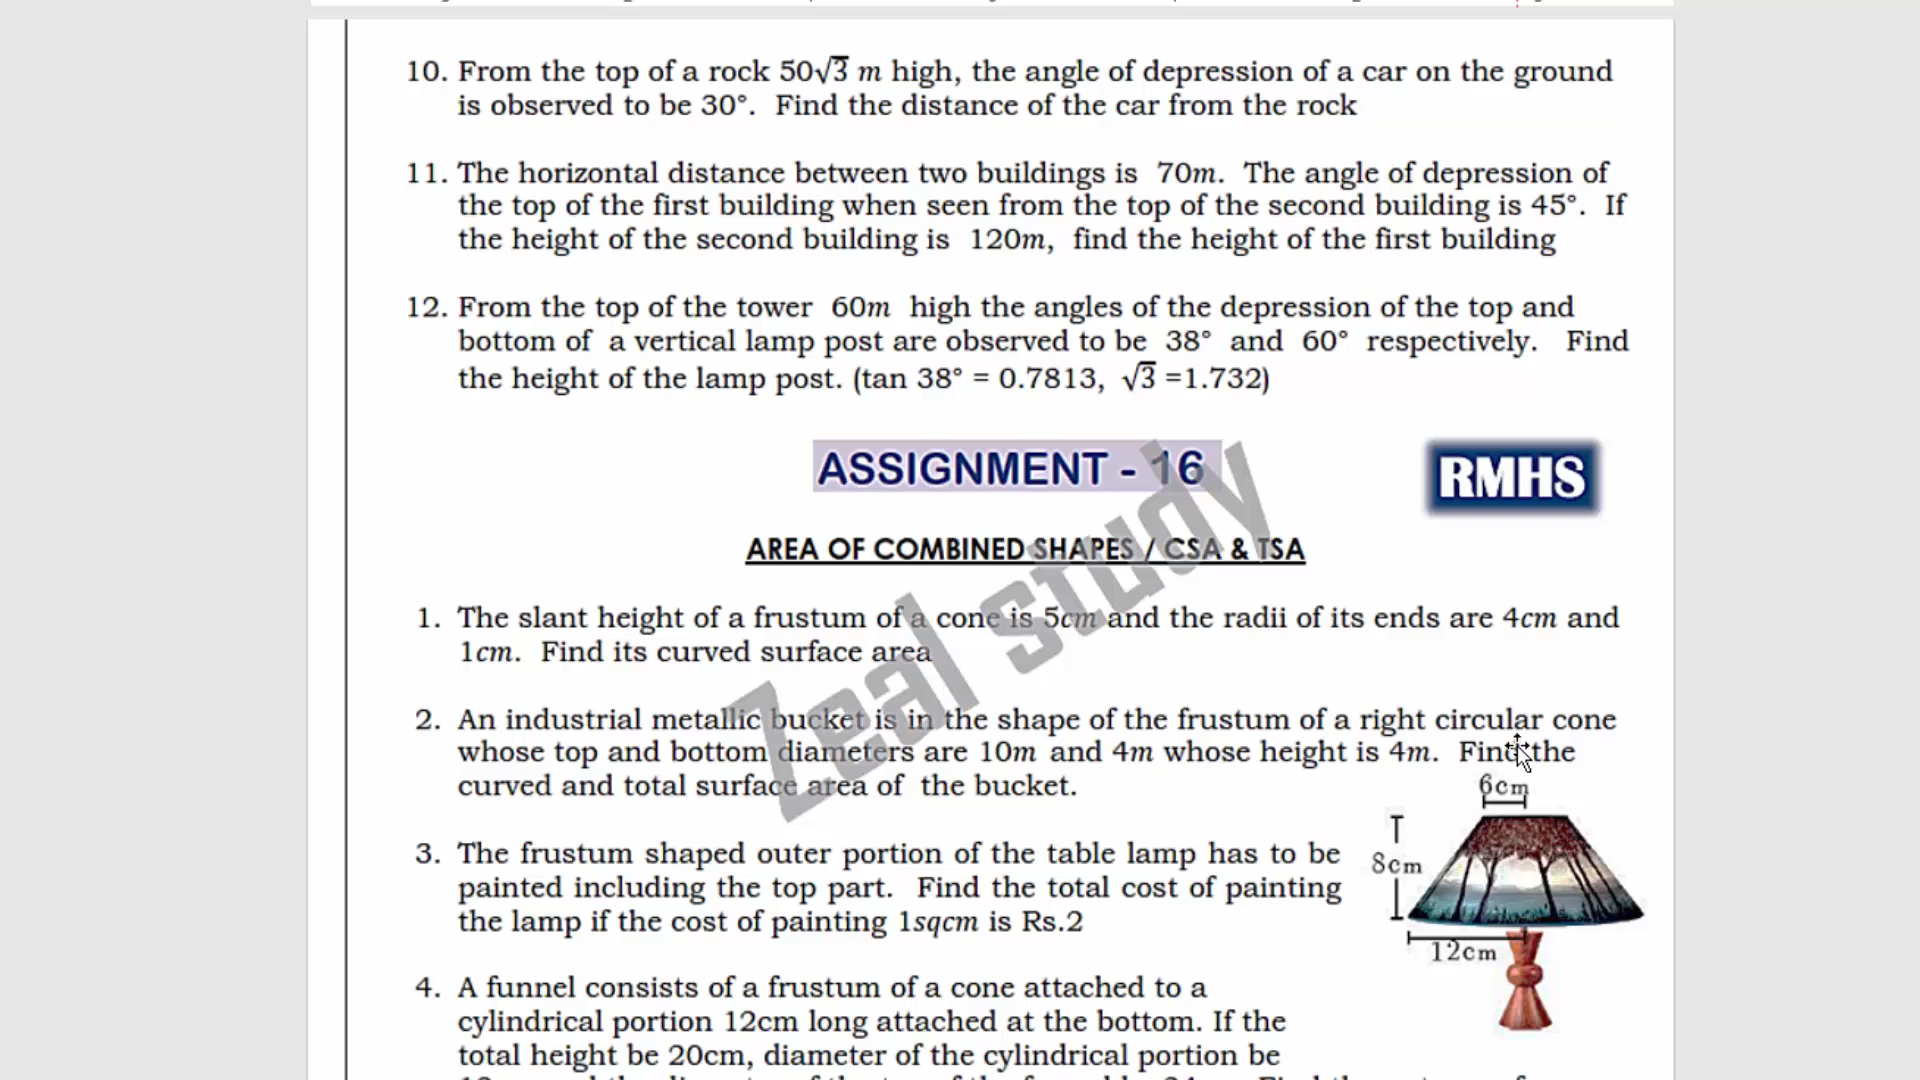 10. From the top of a rock 50√3 m high, the angle of depression of a car on the ground
is observed to be 30°. Find the distance of the car from the rock
11. The horizontal distance between two buildings is 70m. The angle of depression of
the top of the first building when seen from the top of the second building is 45°. If
the height of the second building is 120m, find the height of the first building
12. From the top of the tower 60m high the angles of the depression of the top and
bottom of a vertical lamp post are observed to be 38° and 60° respectively. Find
the height of the lamp post. (tan 38° = 0.7813, √3 =1.732)
ASSIGNMENT - 16
RMHS
AREA OF COMBINED SHAPES / CSA & TSA
Zeal study
1. The slant height of a frustum of a cone is 5cm and the radii of its ends are 4cm and
1cm. Find its curved surface area
2. An industrial metallic bucket is in the shape of the frustum of a right circular cone
whose top and bottom diameters are 10m and 4m whose height is 4m. Find the
curved and total surface area of the bucket.
6cm
8cm
12cm
3. The frustum shaped outer portion of the table lamp has to be
painted including the top part. Find the total cost of painting
the lamp if the cost of painting 1sqcm is Rs.2
4. A funnel consists of a frustum of a cone attached to a
cylindrical portion 12cm long attached at the bottom. If the
total height be 20cm, diameter of the cylindrical portion be